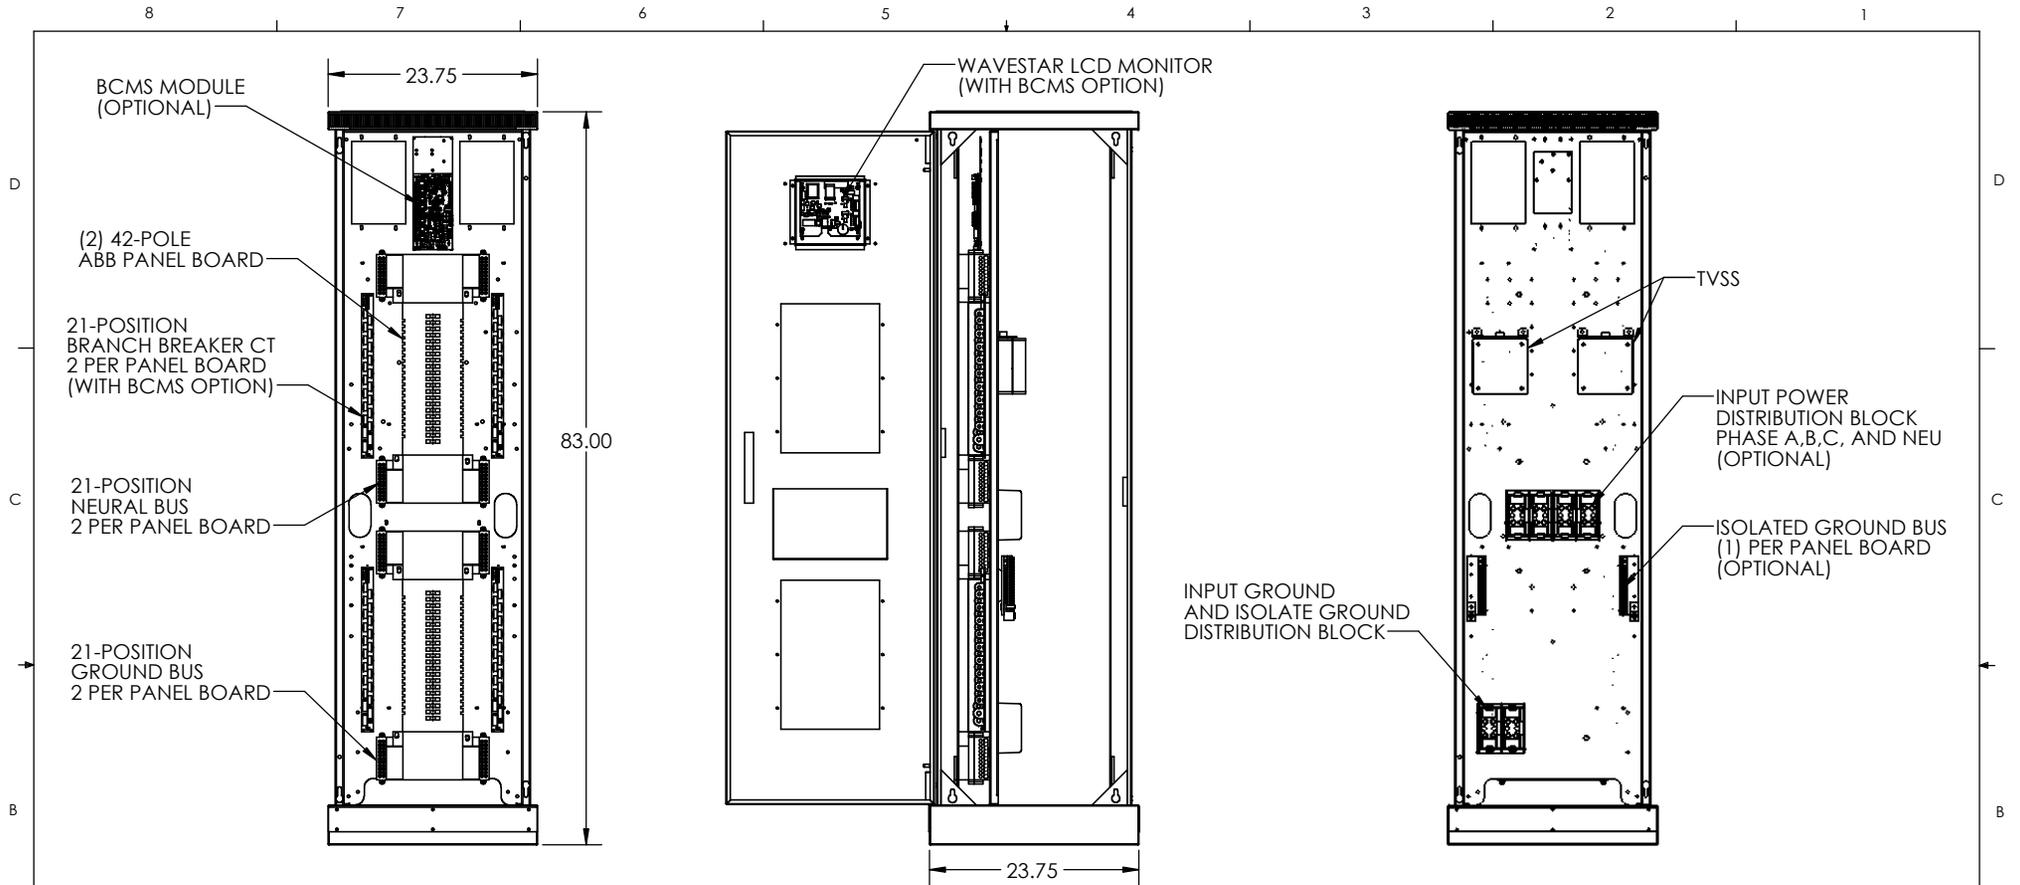 8 7 6 5 4 3 2 1
23.75
BCMS MODULE
(OPTIONAL)
WAVESTAR LCD MONITOR
(WITH BCMS OPTION)
D
D
(2) 42-POLE
ABB PANEL BOARD
TVSS
21-POSITION
BRANCH BREAKER CT
2 PER PANEL BOARD
(WITH BCMS OPTION)
83.00
INPUT POWER
DISTRIBUTION BLOCK
PHASE A,B,C, AND NEU
(OPTIONAL)
C
C
21-POSITION
NEURAL BUS
2 PER PANEL BOARD
ISOLATED GROUND BUS
(1) PER PANEL BOARD
(OPTIONAL)
INPUT GROUND
AND ISOLATE GROUND
DISTRIBUTION BLOCK
21-POSITION
GROUND BUS
2 PER PANEL BOARD
B
B
23.75